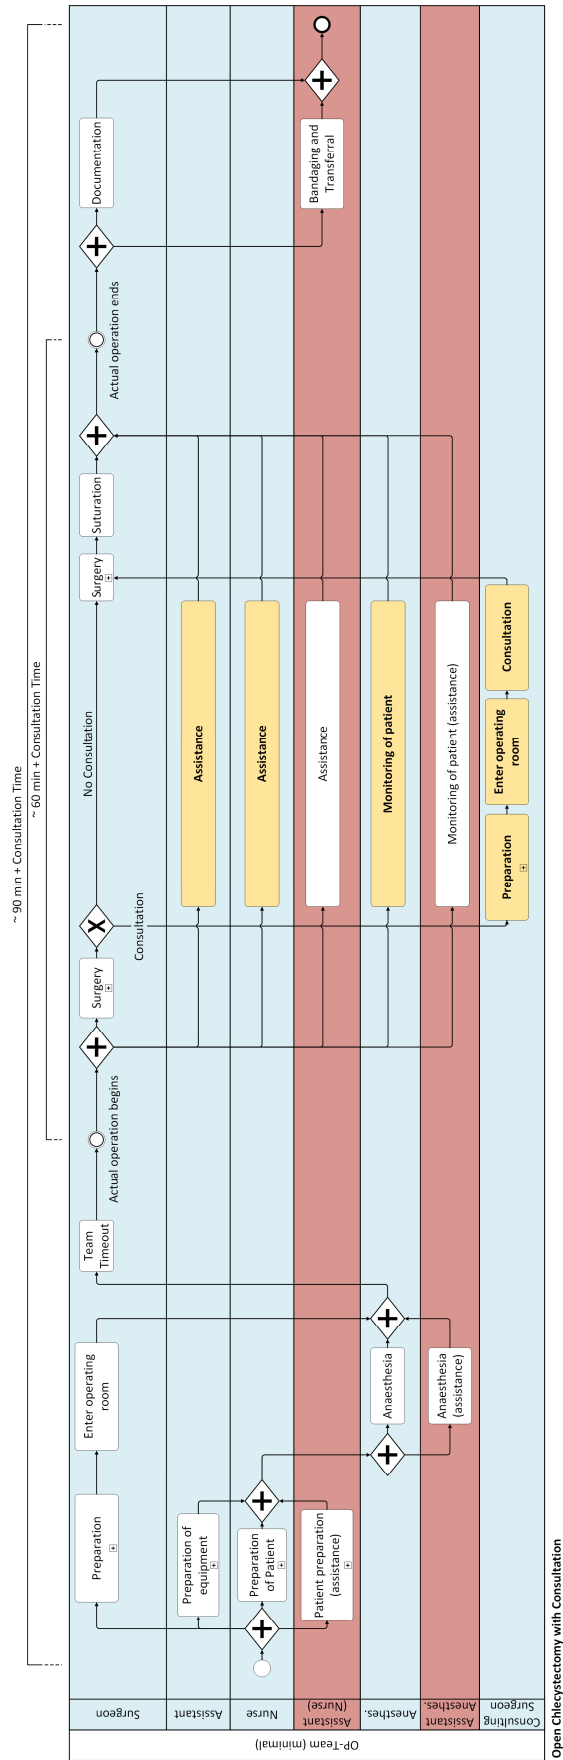 ~ 90 min + Consultation Time
~ 60 min + Consultation Time
OP-Team (minimal)
Surgeon
Preparation
Enter operating
room
Team
Timeout
Actual operation begins
Surgery
Consultation
No Consultation
Surgery
Suturation
Actual operation ends
Documentation
Assistant
Preparation of
equipment
Assistance
Nurse
Preparation
of Patient
Assistance
Assistant
(Nurse)
Patient preparation
(assistance)
Assistance
Bandaging and
Transferral
Anesthes.
Anaesthesia
Monitoring of patient
Assistant
Anesthes.
Anaesthesia
(assistance)
Monitoring of patient (assistance)
Consulting
Surgeon
Preparation
Enter operating
room
Consultation
Open Chlecystectomy with Consultation